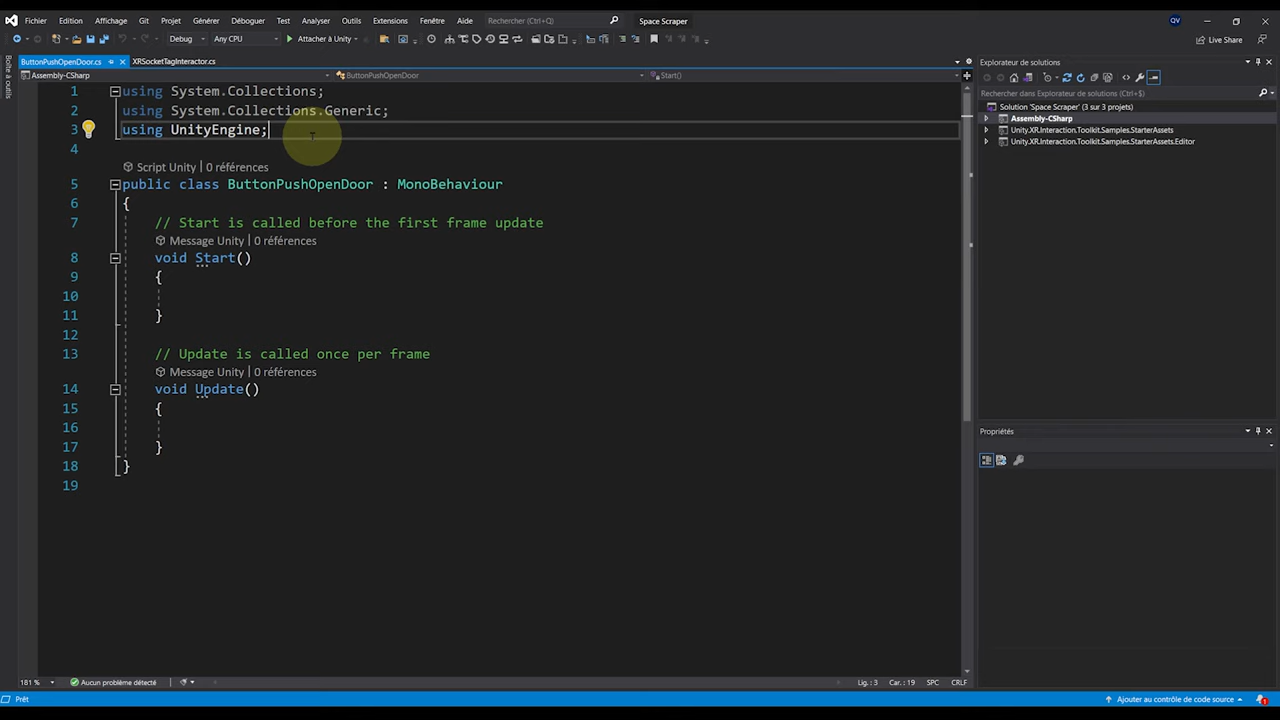 Fichier Edition Affichage Git Projet Générer Déboguer Test Analyser Outils Extensions Fenêtre Aide Rechercher (Ctrl+Q) Space Scraper QV
Debug Any CPU Attacher à Unity Live Share
Boîte à outils
ButtonPushOpenDoor.cs XRSocketTagInteractor.cs
Assembly-CSharp ButtonPushOpenDoor Start()
1 using System.Collections;
2 using System.Collections.Generic;
3 using UnityEngine;
4
Script Unity | 0 références
5 public class ButtonPushOpenDoor : MonoBehaviour
6 {
7 // Start is called before the first frame update
Message Unity | 0 références
8 void Start()
9 {
10
11 }
12
13 // Update is called once per frame
Message Unity | 0 références
14 void Update()
15 {
16
17 }
18 }
19
181 % Aucun problème détecté Lig. : 3 Car. : 19 SPC CRLF
Explorateur de solutions
Rechercher dans Explorateur de solutions (Ctrl+$)
Solution 'Space Scraper' (3 sur 3 projets)
Assembly-CSharp
Unity.XR.Interaction.Toolkit.Samples.StarterAssets
Unity.XR.Interaction.Toolkit.Samples.StarterAssets.Editor
Propriétés
Prêt Ajouter au contrôle de code source 1